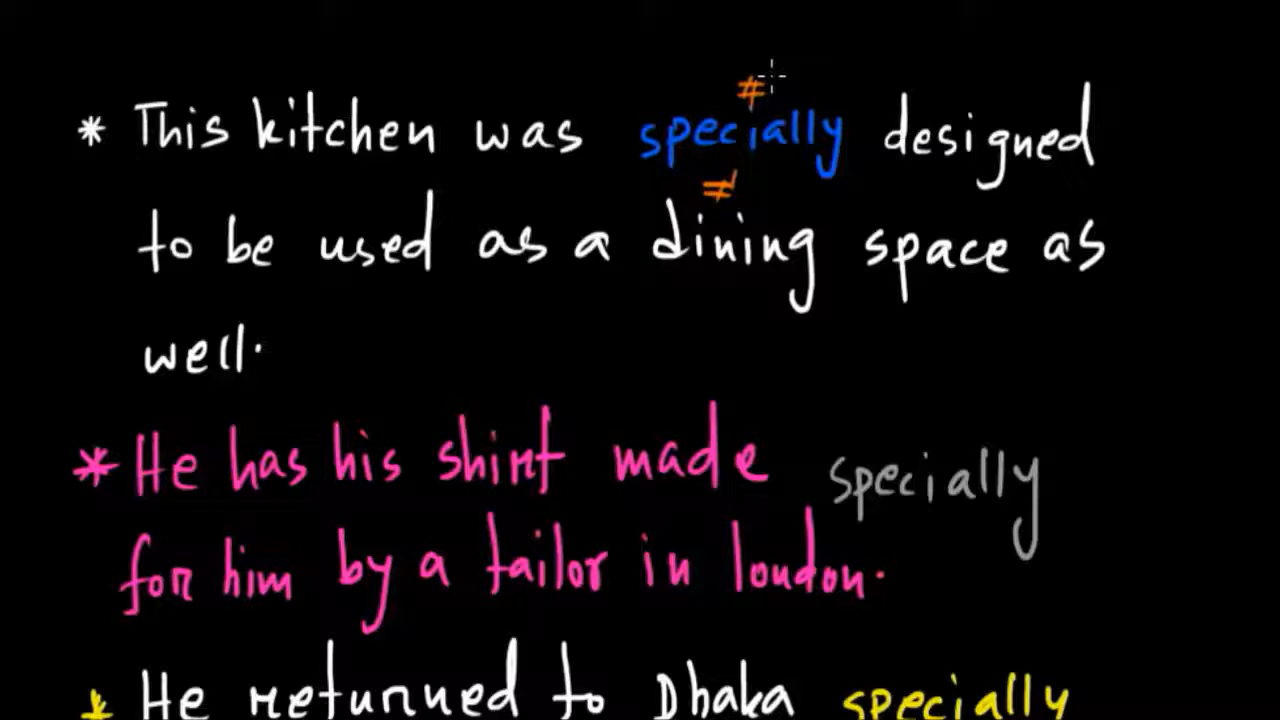 #
* This kitchen was specially designed
≠
to be used as a dining space as
well.
* He has his shirt made specially
for him by a tailor in london.
* He returned to Dhaka specially